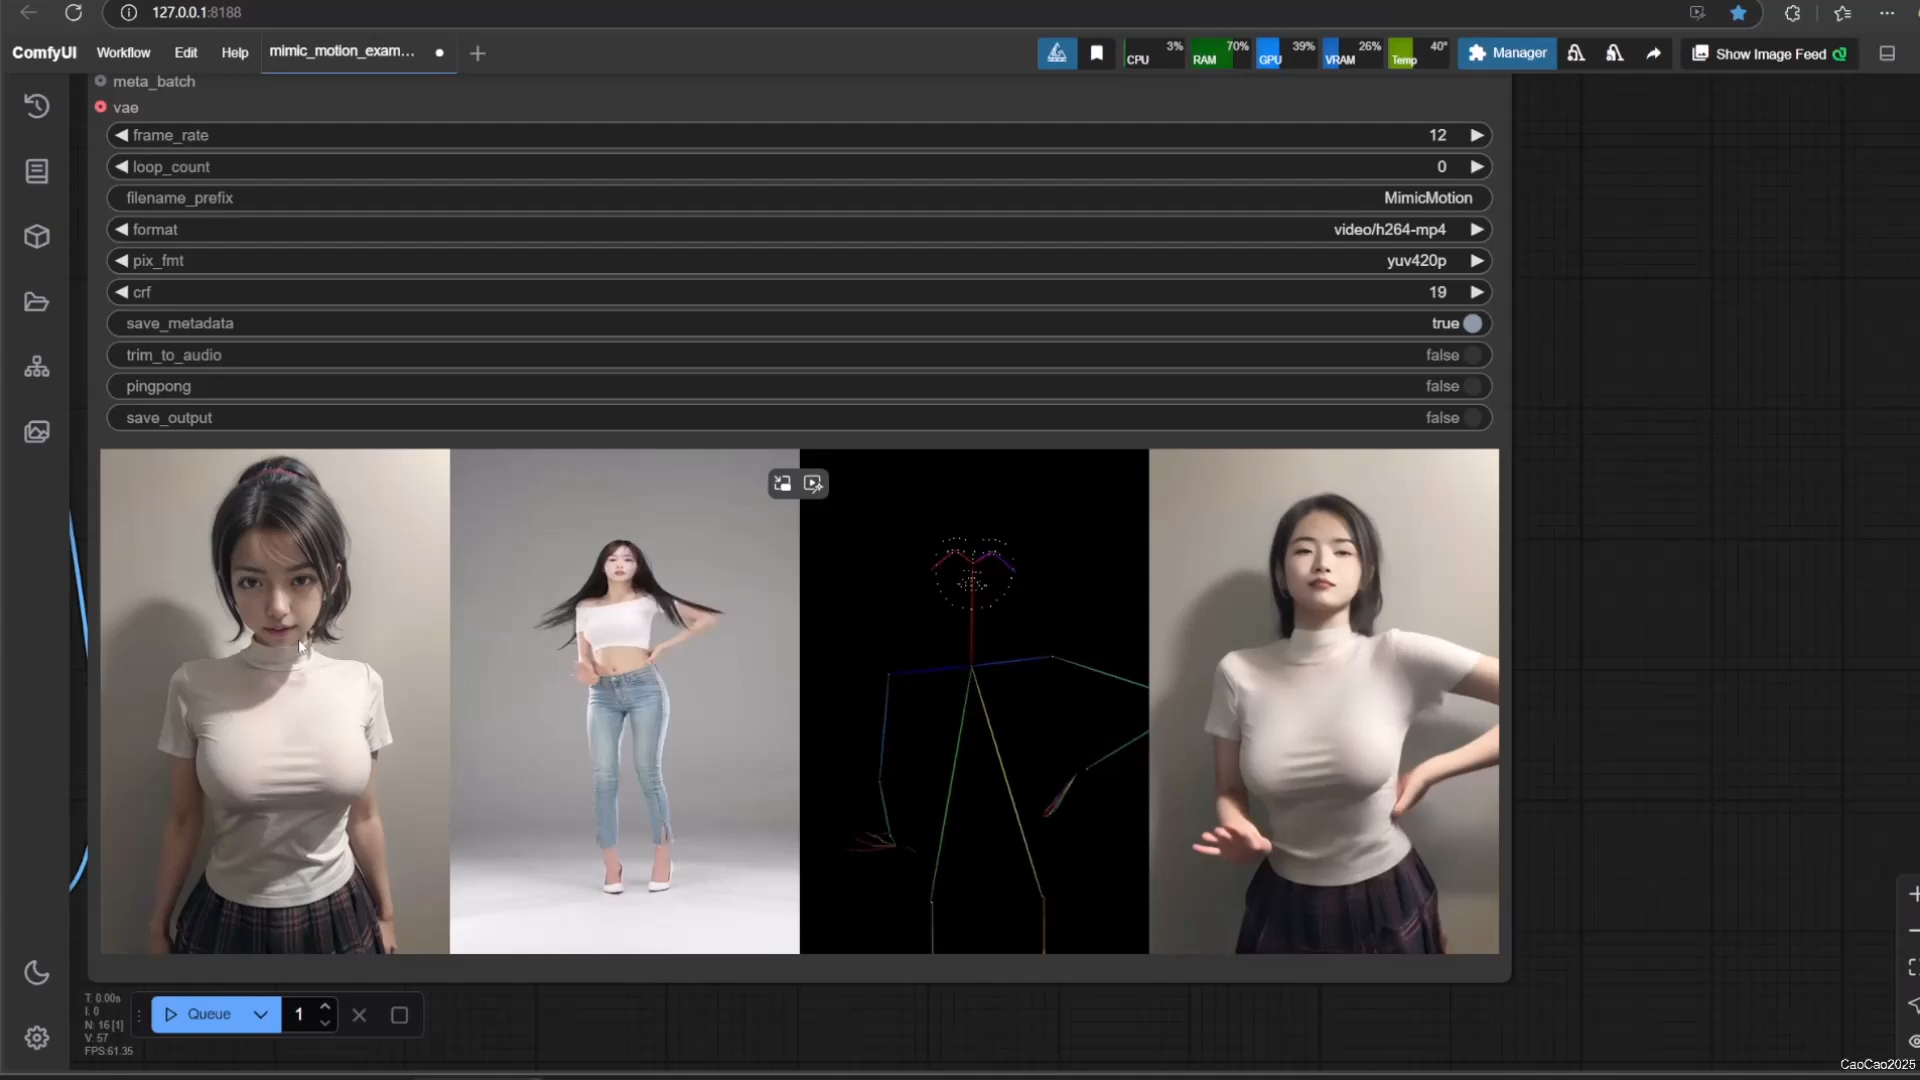 127.0.0.1:8188
ComfyUI Workflow Edit Help mimic_motion_exam... CPU 3% RAM 70% GPU 39% VRAM 26% Temp 40° Manager Show Image Feed
meta_batch
vae
frame_rate 12
loop_count 0
filename_prefix MimicMotion
format video/h264-mp4
pix_fmt yuv420p
crf 19
save_metadata true
trim_to_audio false
pingpong false
save_output false
T: 0.00s
I: 0
N: 16 [1]
V: 57
FPS:61.35
Queue 1
CaoCao2025